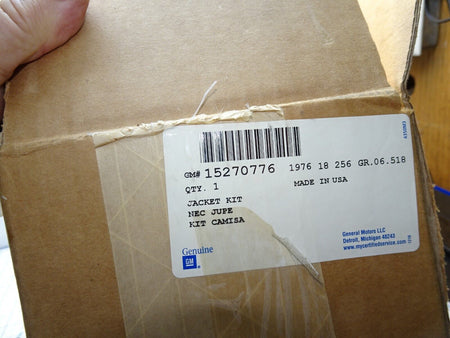 GM# 15270776 1976 18 256 GR.06.518
QTY. 1 MADE IN USA
JACKET KIT
NEC JUPE
KIT CAMISA
Genuine
GM
General Motors LLC
Detroit, Michigan 48243
www.mycertifiedservice.com